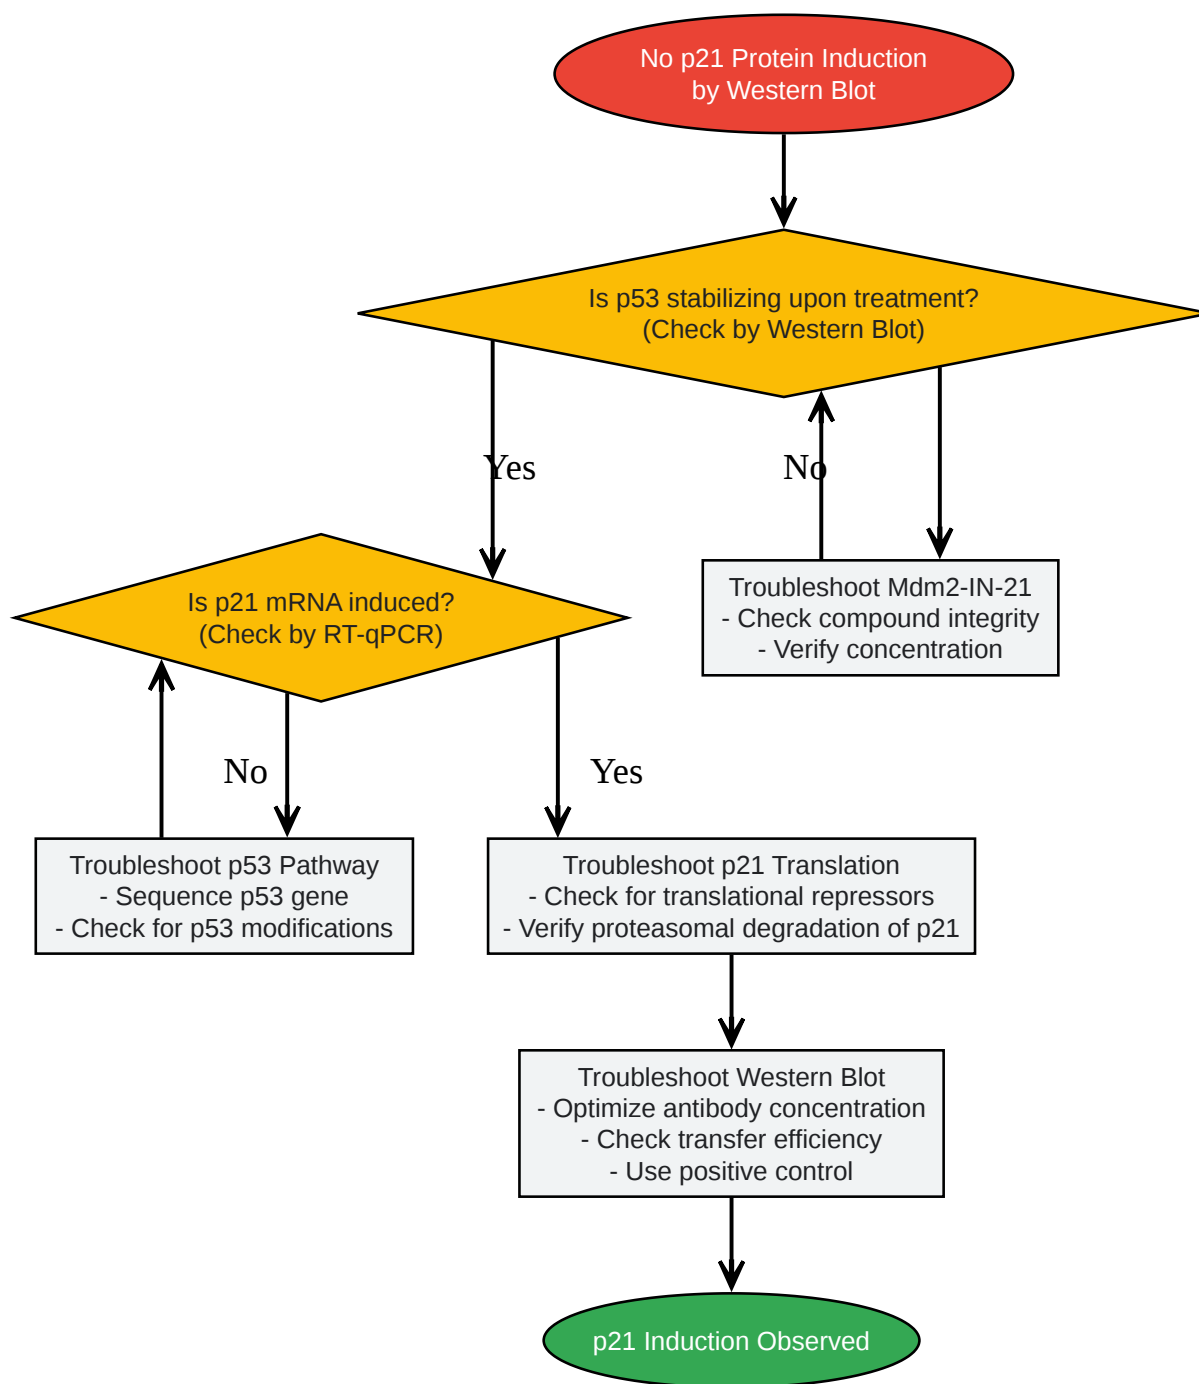 No p21 Protein Induction
by Western Blot
Is p53 stabilizing upon treatment?
(Check by Western Blot)
Yes
No
Is p21 mRNA induced?
(Check by RT-qPCR)
Troubleshoot Mdm2-IN-21
- Check compound integrity
- Verify concentration
No
Yes
Troubleshoot p53 Pathway
- Sequence p53 gene
- Check for p53 modifications
Troubleshoot p21 Translation
- Check for translational repressors
- Verify proteasomal degradation of p21
Troubleshoot Western Blot
- Optimize antibody concentration
- Check transfer efficiency
- Use positive control
p21 Induction Observed